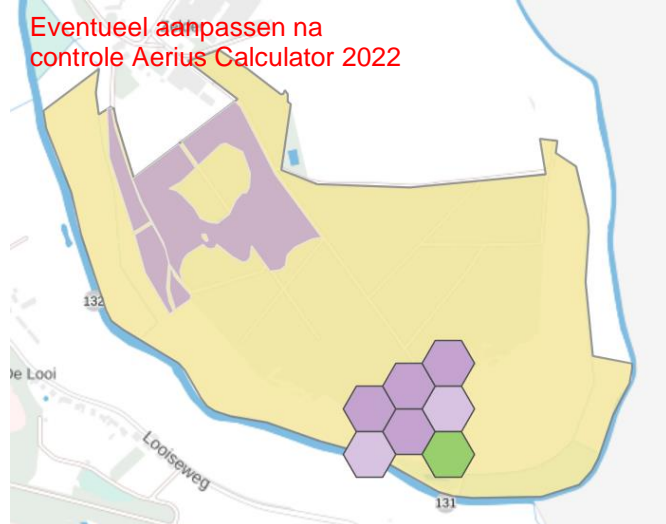 Eventueel aanpassen na
controle Aerius Calculator 2022
132
De Looi
Looiseweg
131